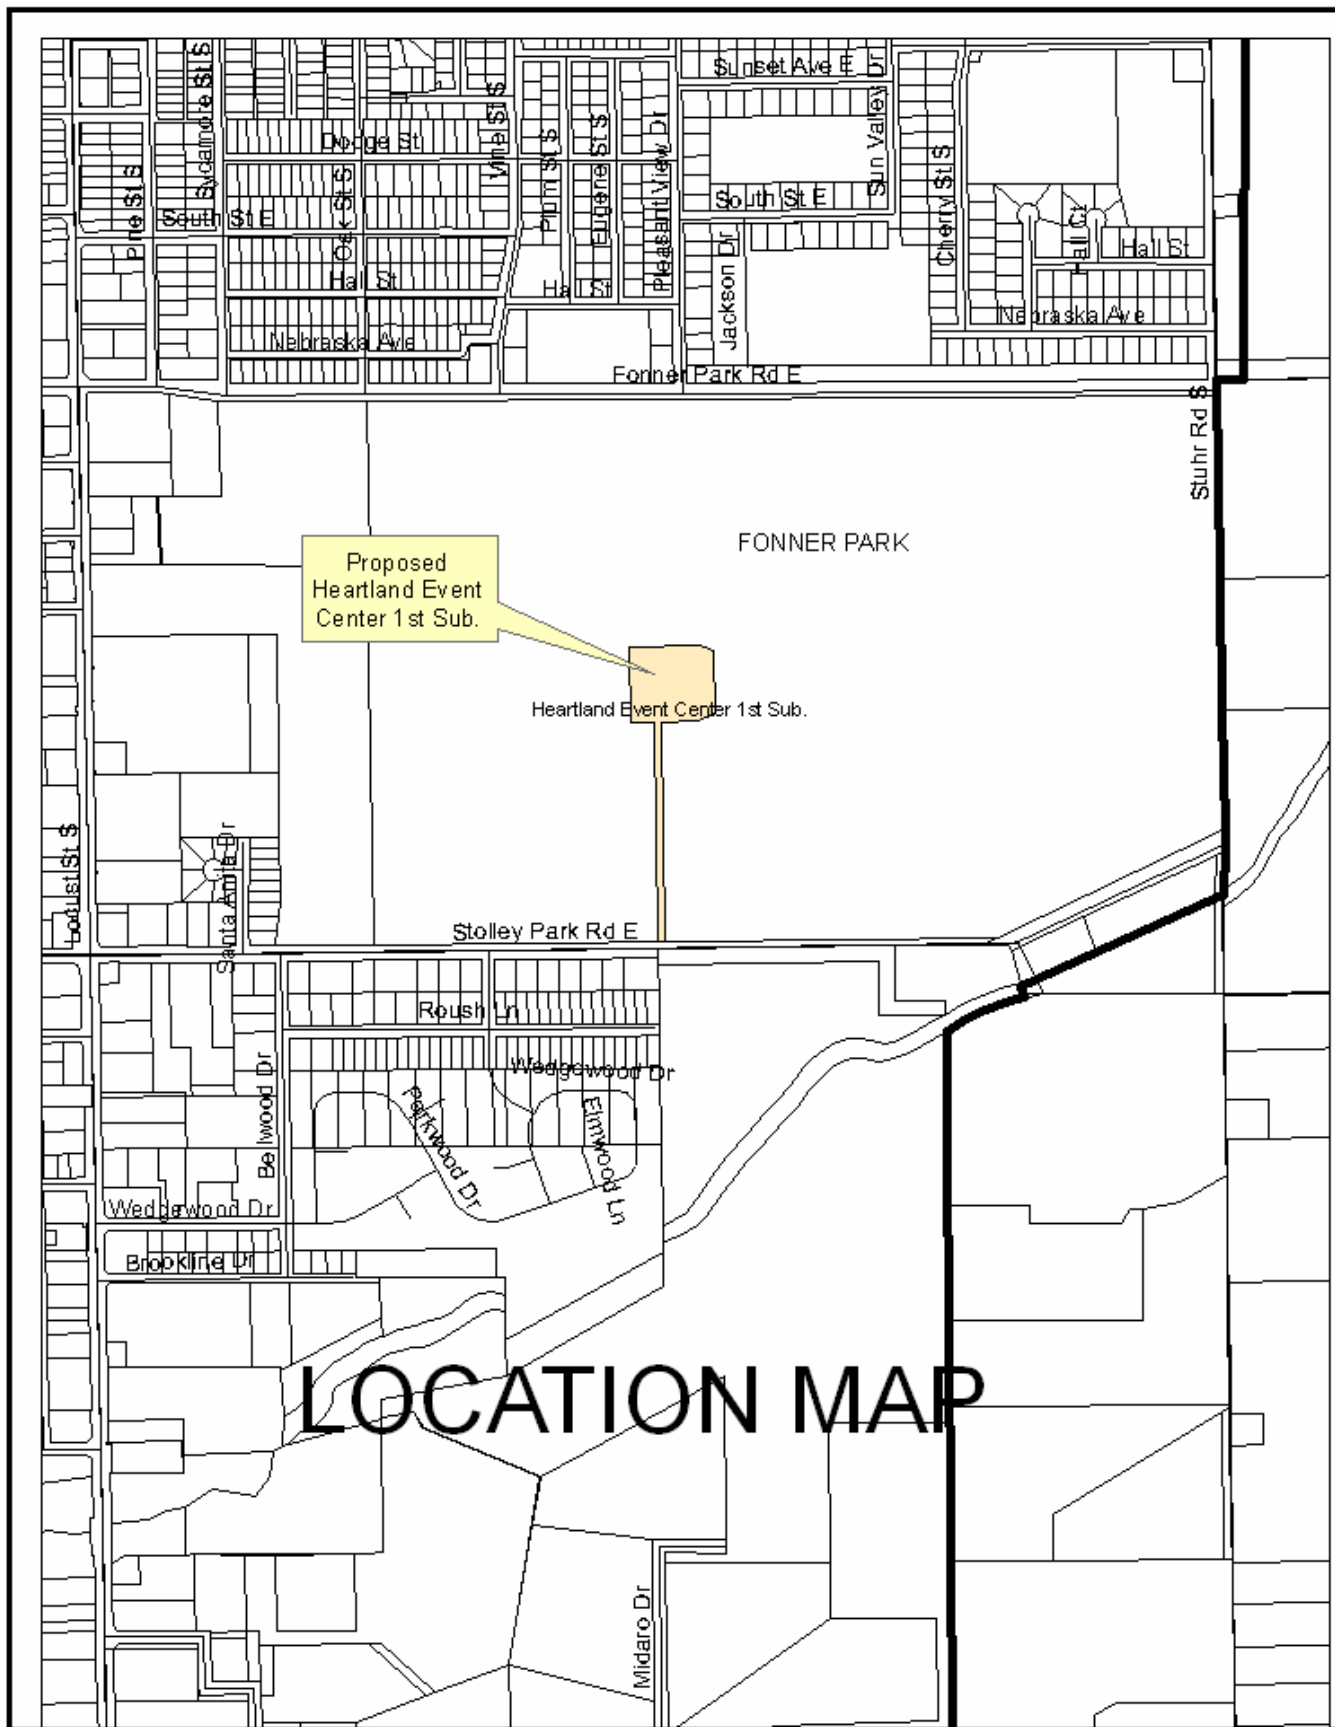 Sunset Ave E
Sycamore St S
Dodge St
Vine St S
Plum St S
Eugene St S
Pleasant View Dr
Sun Valley Dr
Pine St S
South St E
Oak St S
South St E
Cherry St S
Hall Ct
Hall St
Hall St
Hall St
Jackson Dr
Nebraska Ave
Nebraska Ave
Fonner Park Rd E
Stuhr Rd S
FONNER PARK
Proposed
Heartland Event
Center 1st Sub.
Heartland Event Center 1st Sub.
Locust St S
Santa Anita Dr
Stolley Park Rd E
Roush Ln
Bellwood Dr
Wedgewood Dr
Parkwood Dr
Elmwood Ln
Wedgewood Dr
Brookline Dr
LOCATION MAP
Midaro Dr